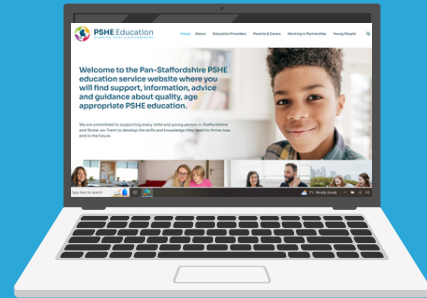 PSHE Education
Home About Education Providers Parents & Carers Working in Partnership Young People
Welcome to the Pan-Staffordshire PSHE
education service website where you
will find support, information, advice
and guidance about quality, age
appropriate PSHE education.
We are committed to supporting every child and young person in Staffordshire
and Stoke-on-Trent to develop the skills and knowledge they need to thrive now
and in the future.
Type here to search
Mostly cloudy